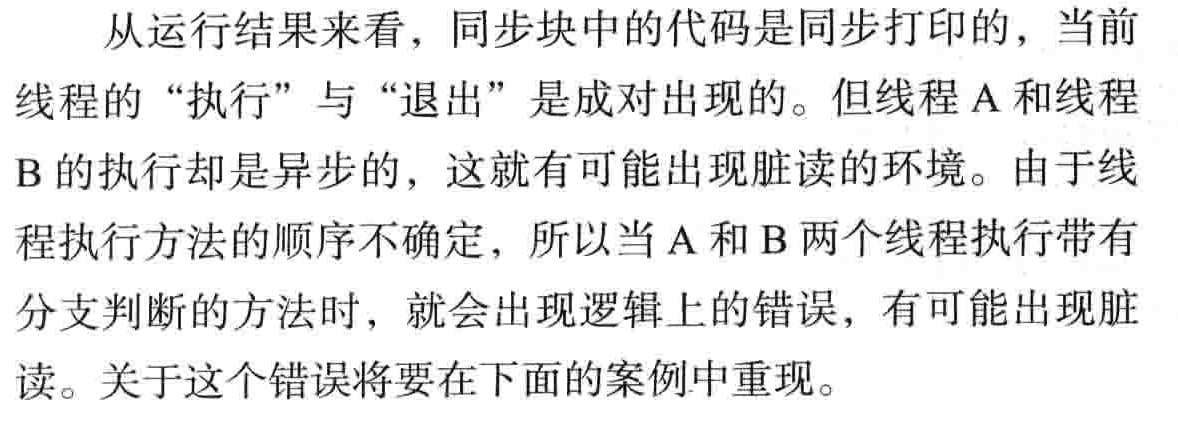 从运行结果来看，同步块中的代码是同步打印的，当前
线程的“执行”与“退出”是成对出现的。但线程 A 和线程
B 的执行却是异步的，这就有可能出现脏读的环境。由于线
程执行方法的顺序不确定，所以当 A 和 B 两个线程执行带有
分支判断的方法时，就会出现逻辑上的错误，有可能出现脏
读。关于这个错误将要在下面的案例中重现。